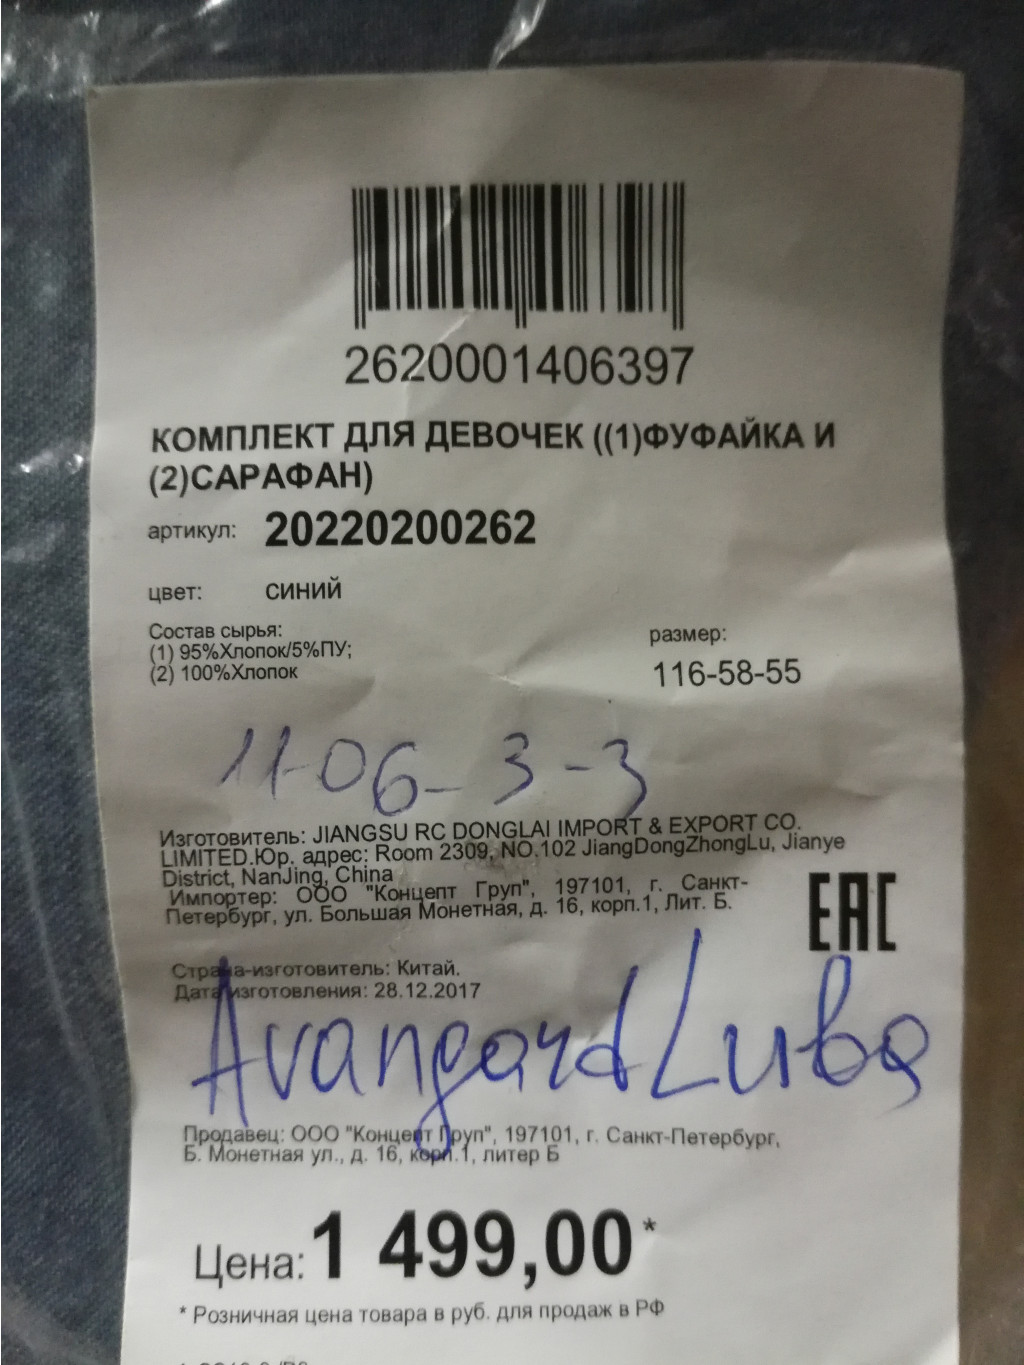 2620001406397
КОМПЛЕКТ ДЛЯ ДЕВОЧЕК ((1)ФУФАЙКА И
(2)САРАФАН)
артикул: 20220200262
цвет: СИНИЙ
Состав сырья:
(1) 95%Хлопок/5%ПУ;
(2) 100%Хлопок
размер:
116-58-55
11-06-3-3
Изготовитель: JIANGSU RC DONGLAI IMPORT & EXPORT CO.
LIMITED.Юр. адрес: Room 2309, NO.102 JiangDongZhongLu, Jianye
District, NanJing, China
Импортер: ООО "Концепт Груп", 197101, г. Санкт-
Петербург, ул. Большая Монетная, д. 16, корп.1, Лит. Б.
EAC
Страна-изготовитель: Китай.
Дата изготовления: 28.12.2017
AvangardLuba
Продавец: ООО "Концепт Груп", 197101, г. Санкт-Петербург,
Б. Монетная ул., д. 16, корп.1, литер Б
Цена: 1 499,00*
* Розничная цена товара в руб. для продаж в РФ